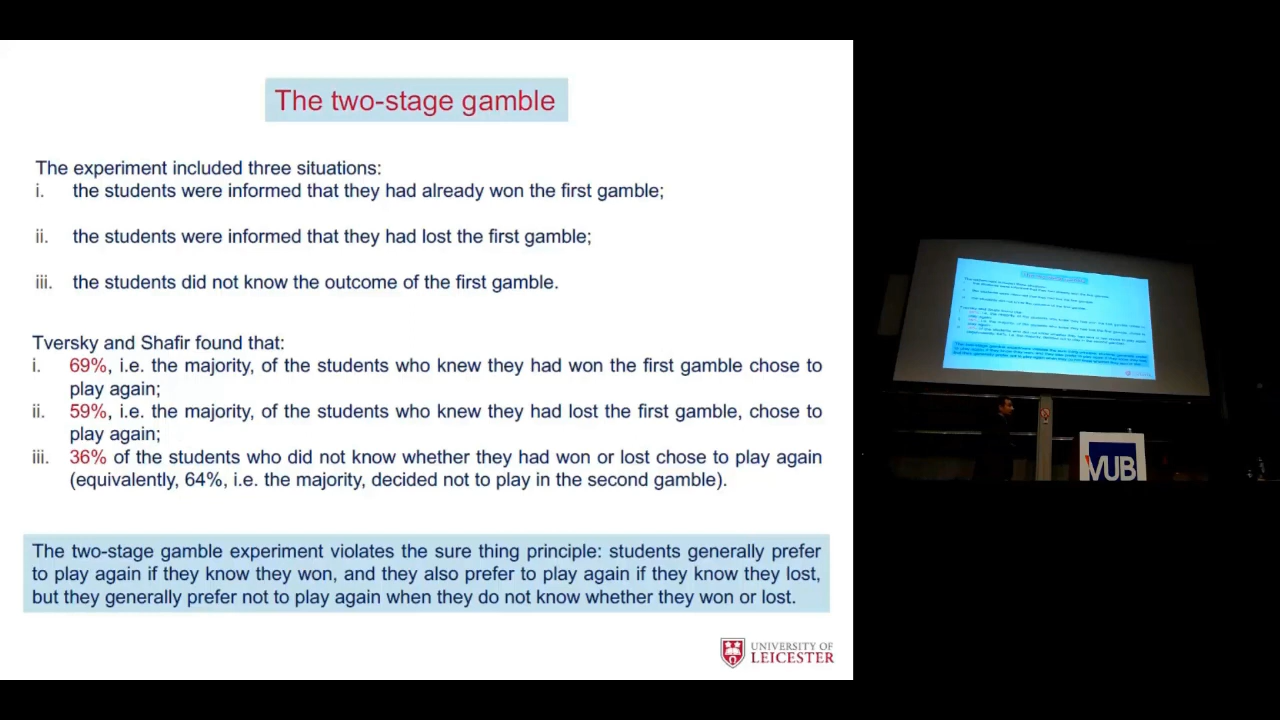 The two-stage gamble
The experiment included three situations:
i. the students were informed that they had already won the first gamble;
ii. the students were informed that they had lost the first gamble;
iii. the students did not know the outcome of the first gamble.
Tversky and Shafir found that:
i. 69%, i.e. the majority, of the students who knew they had won the first gamble chose to
play again;
ii. 59%, i.e. the majority, of the students who knew they had lost the first gamble, chose to
play again;
iii. 36% of the students who did not know whether they had won or lost chose to play again
(equivalently, 64%, i.e. the majority, decided not to play in the second gamble).
The two-stage gamble experiment violates the sure thing principle: students generally prefer
to play again if they know they won, and they also prefer to play again if they know they lost,
but they generally prefer not to play again when they do not know whether they won or lost.
UNIVERSITY OF
LEICESTER
VUB